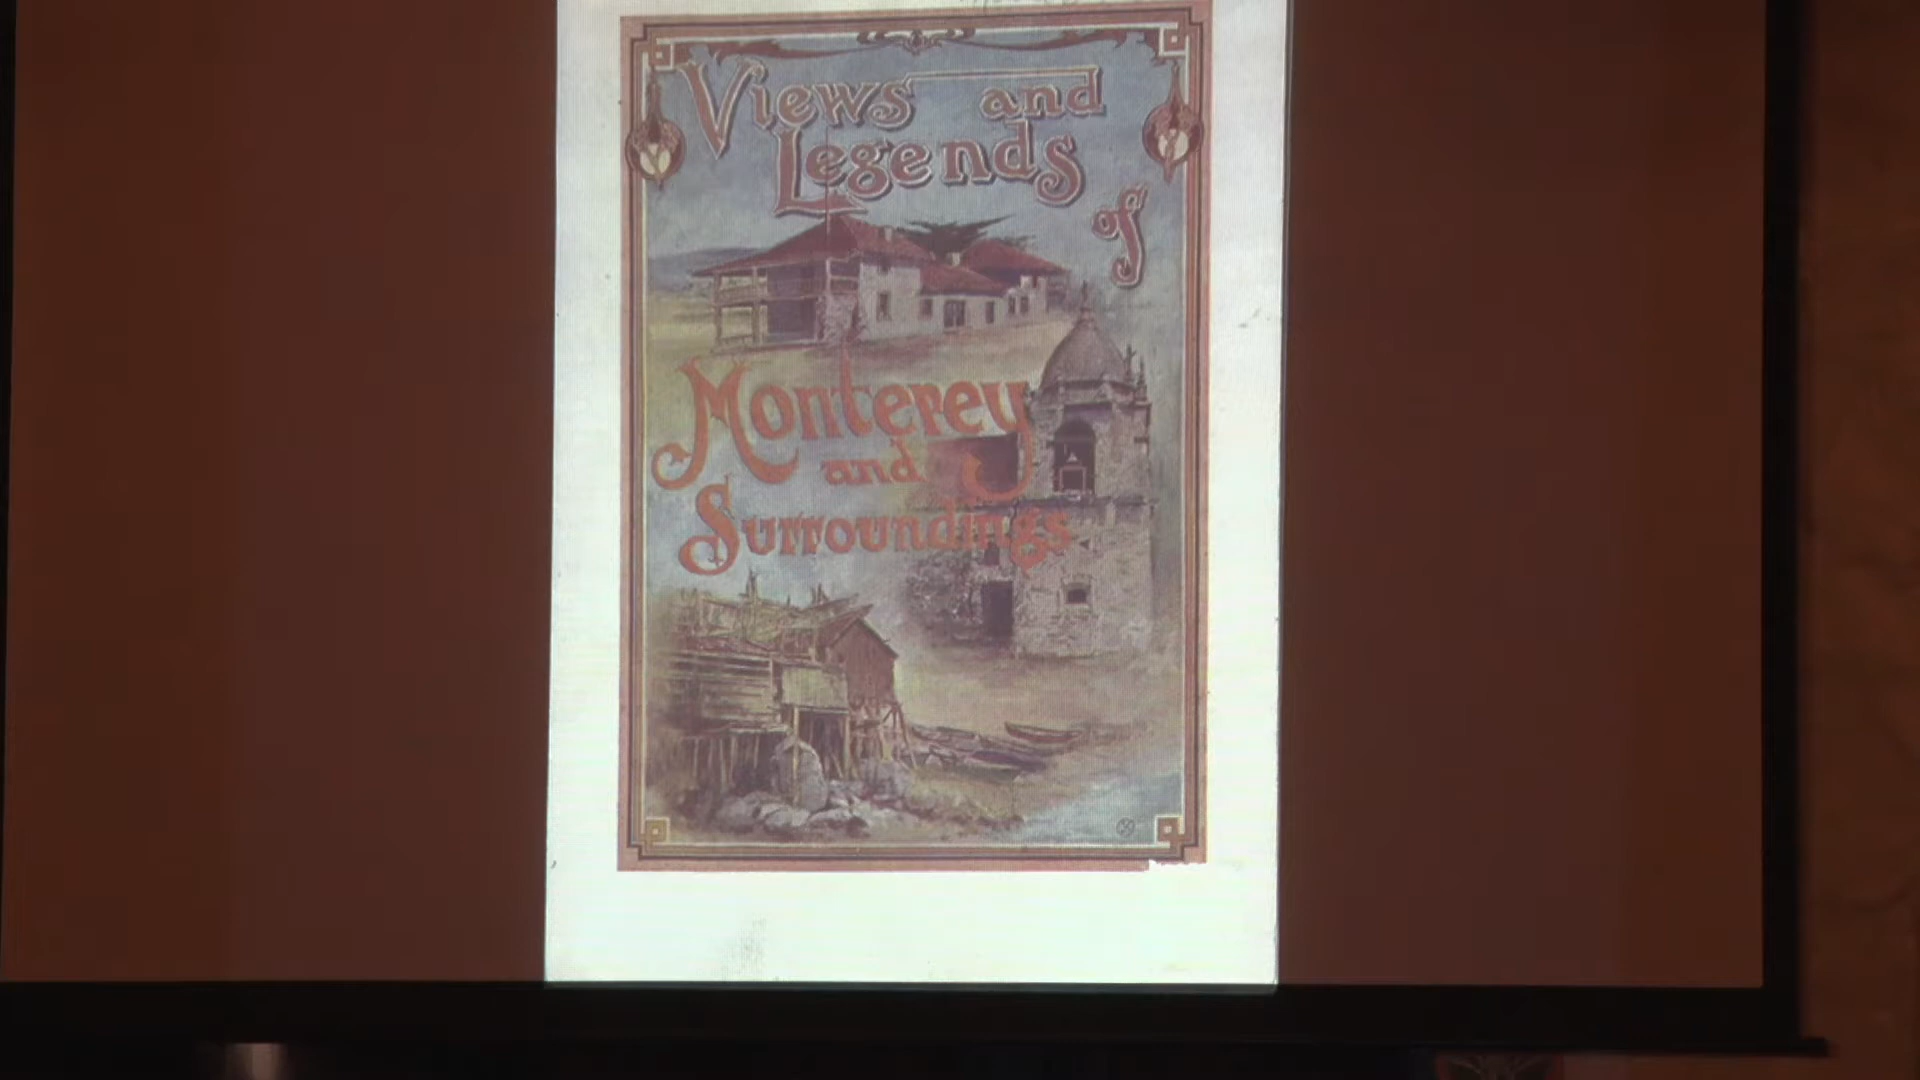 Views and
Legends
of
Monterey
and
Surroundings